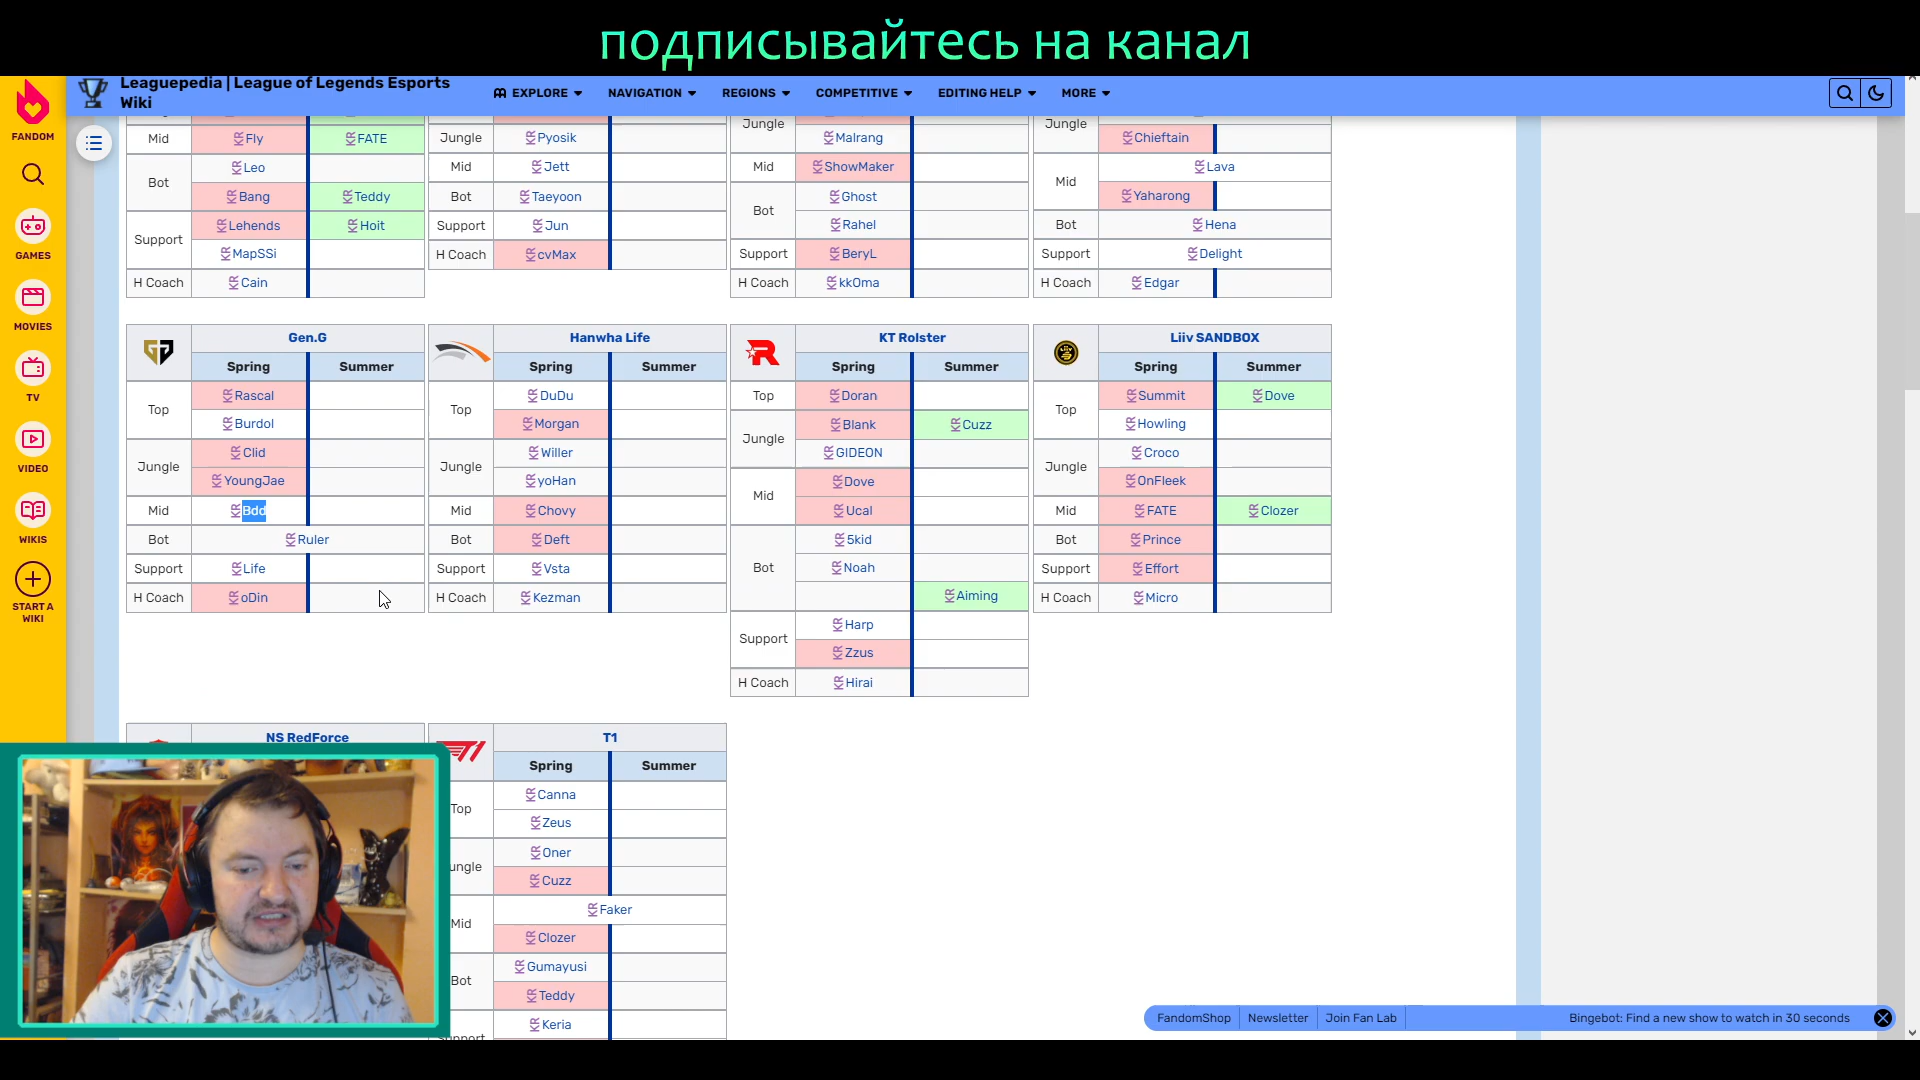 подписывайтесь на канал
Leaguepedia | League of Legends Esports
Wiki
EXPLORE NAVIGATION REGIONS COMPETITIVE EDITING HELP MORE
FANDOM
GAMES
MOVIES
TV
VIDEO
WIKIS
START A
WIKI
Mid Fly FATE
Bot Leo
Bang Teddy
Support Lehends Hoit
MapSSi
H Coach Cain
Jungle Pyosik
Mid Jett
Bot Taeyoon
Support Jun
H Coach cvMax
Jungle Malrang
Mid ShowMaker
Bot Ghost
Rahel
Support BeryL
H Coach kkOma
Jungle Chieftain
Mid Lava
Yaharong
Bot Hena
Support Delight
H Coach Edgar
Gen.G
Spring Summer
Top Rascal
Burdol
Jungle Clid
YoungJae
Mid Bdd
Bot Ruler
Support Life
H Coach oDin
Hanwha Life
Spring Summer
Top DuDu
Morgan
Jungle Willer
yoHan
Mid Chovy
Bot Deft
Support Vsta
H Coach Kezman
KT Rolster
Spring Summer
Top Doran
Jungle Blank Cuzz
GIDEON
Mid Dove
Ucal
Bot 5kid
Noah
Aiming
Support Harp
Zzus
H Coach Hirai
Liiv SANDBOX
Spring Summer
Top Summit Dove
Howling
Jungle Croco
OnFleek
Mid FATE Clozer
Bot Prince
Support Effort
H Coach Micro
NS RedForce
T1
Spring Summer
Top Canna
Zeus
ungle Oner
Cuzz
Mid Faker
Clozer
Bot Gumayusi
Teddy
Keria
FandomShop Newsletter Join Fan Lab Bingebot: Find a new show to watch in 30 seconds